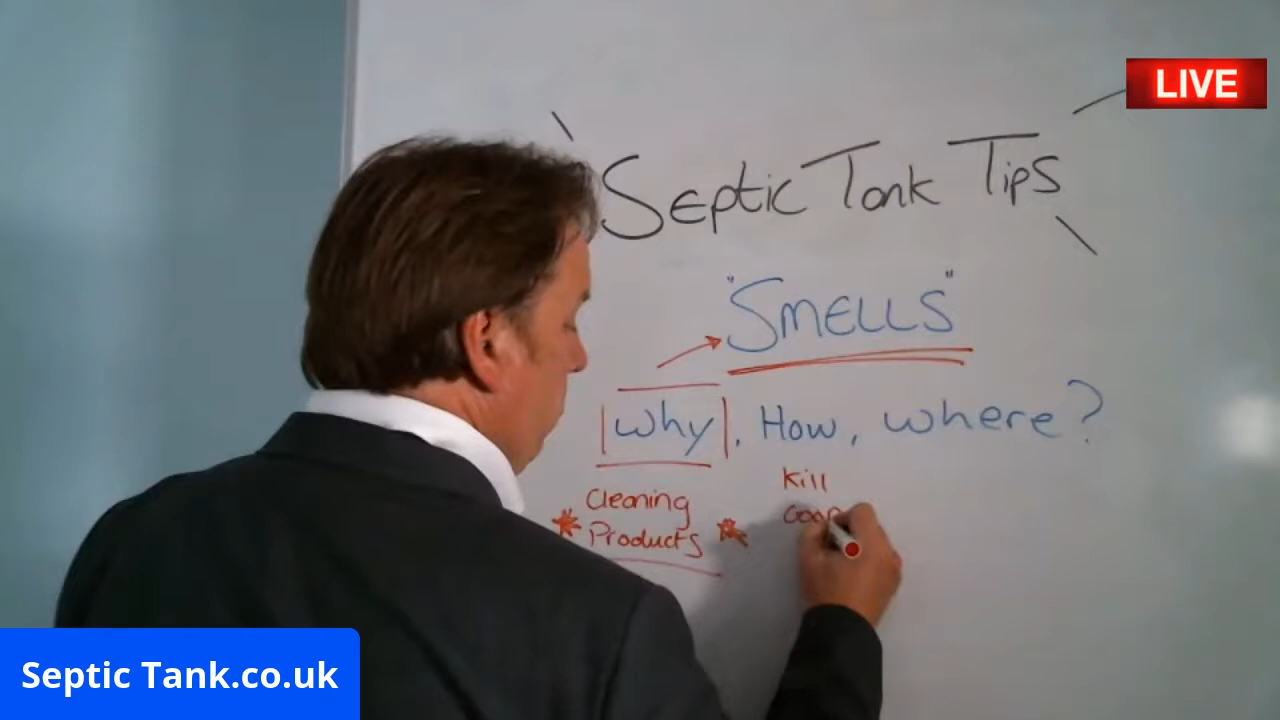 LIVE
Septic Tank Tips
"SMELLS"
Why, How, where?
Kill
Cleaning
Products
Septic Tank.co.uk